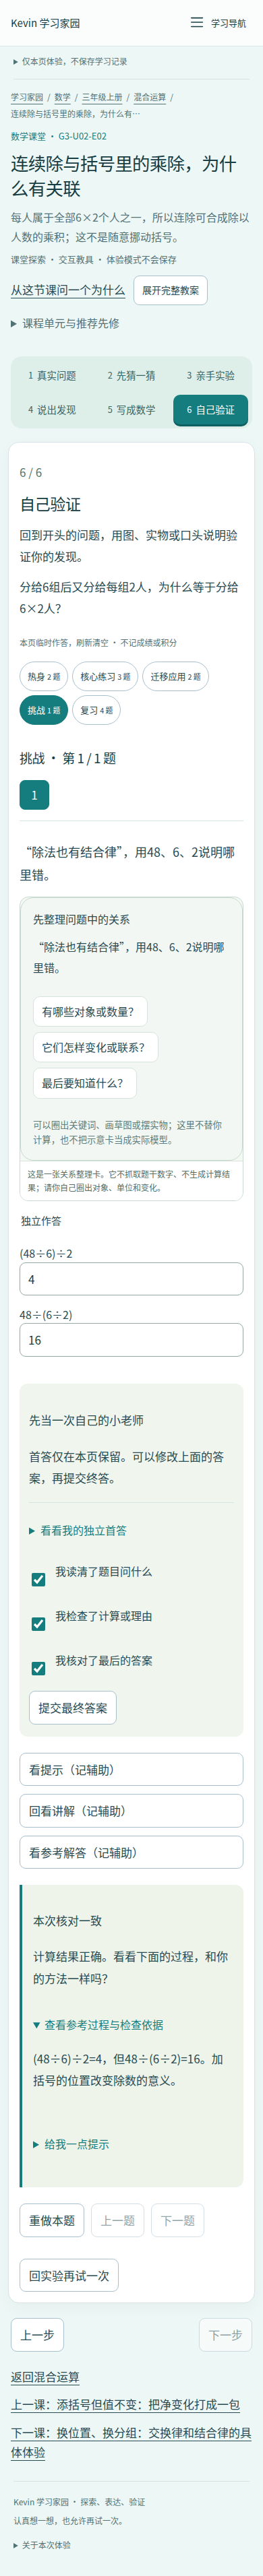 Kevin 学习家园
学习导航
▶ 仅本页体验，不保存学习记录
学习家园 / 数学 / 三年级上册 / 混合运算 /
连续除与括号里的乘除，为什么有…
数学课堂 · G3-U02-E02
连续除与括号里的乘除，为什
么有关联
每人属于全部6×2个人之一，所以连除可合成除以
人数的乘积；这不是随意挪动括号。
课堂探索 · 交互教具 · 体验模式不会保存
从这节课问一个为什么
展开完整教案
▶ 课程单元与推荐先修
1 真实问题
2 先猜一猜
3 亲手实验
4 说出发现
5 写成数学
6 自己验证
6 / 6
自己验证
回到开头的问题，用图、实物或口头说明验
证你的发现。
分给6组后又分给每组2人，为什么等于分给
6×2人？
本页临时作答，刷新清空 · 不记成绩或积分
热身 2 题
核心练习 3 题
迁移应用 2 题
挑战 1 题
复习 4 题
挑战 · 第 1 / 1 题
1
“除法也有结合律”，用48、6、2说明哪
里错。
先整理问题中的关系
“除法也有结合律”，用48、6、2说明哪
里错。
有哪些对象或数量？
它们怎样变化或联系？
最后要知道什么？
可以圈出关键词、画草图或摆实物；这里不替你
计算，也不把示意卡当成实际模型。
这是一张关系整理卡。它不抓取题干数字、不生成计算结
果；请你自己圈出对象、单位和变化。
独立作答
(48÷6)÷2
4
48÷(6÷2)
16
先当一次自己的小老师
首答仅在本页保留。可以修改上面的答
案，再提交终答。
▶ 看看我的独立首答
我读清了题目问什么
我检查了计算或理由
我核对了最后的答案
提交最终答案
看提示（记辅助）
回看讲解（记辅助）
看参考解答（记辅助）
本次核对一致
计算结果正确。看看下面的过程，和你
的方法一样吗？
▼ 查看参考过程与检查依据
(48÷6)÷2=4，但48÷(6÷2)=16。加
括号的位置改变除数的意义。
▶ 给我一点提示
重做本题
上一题
下一题
回实验再试一次
上一步
下一步
返回混合运算
上一课：添括号但值不变：把净变化打成一包
下一课：换位置、换分组：交换律和结合律的具
体体验
Kevin 学习家园 · 探索、表达、验证
认真想一想，也允许再试一次。
▶ 关于本次体验